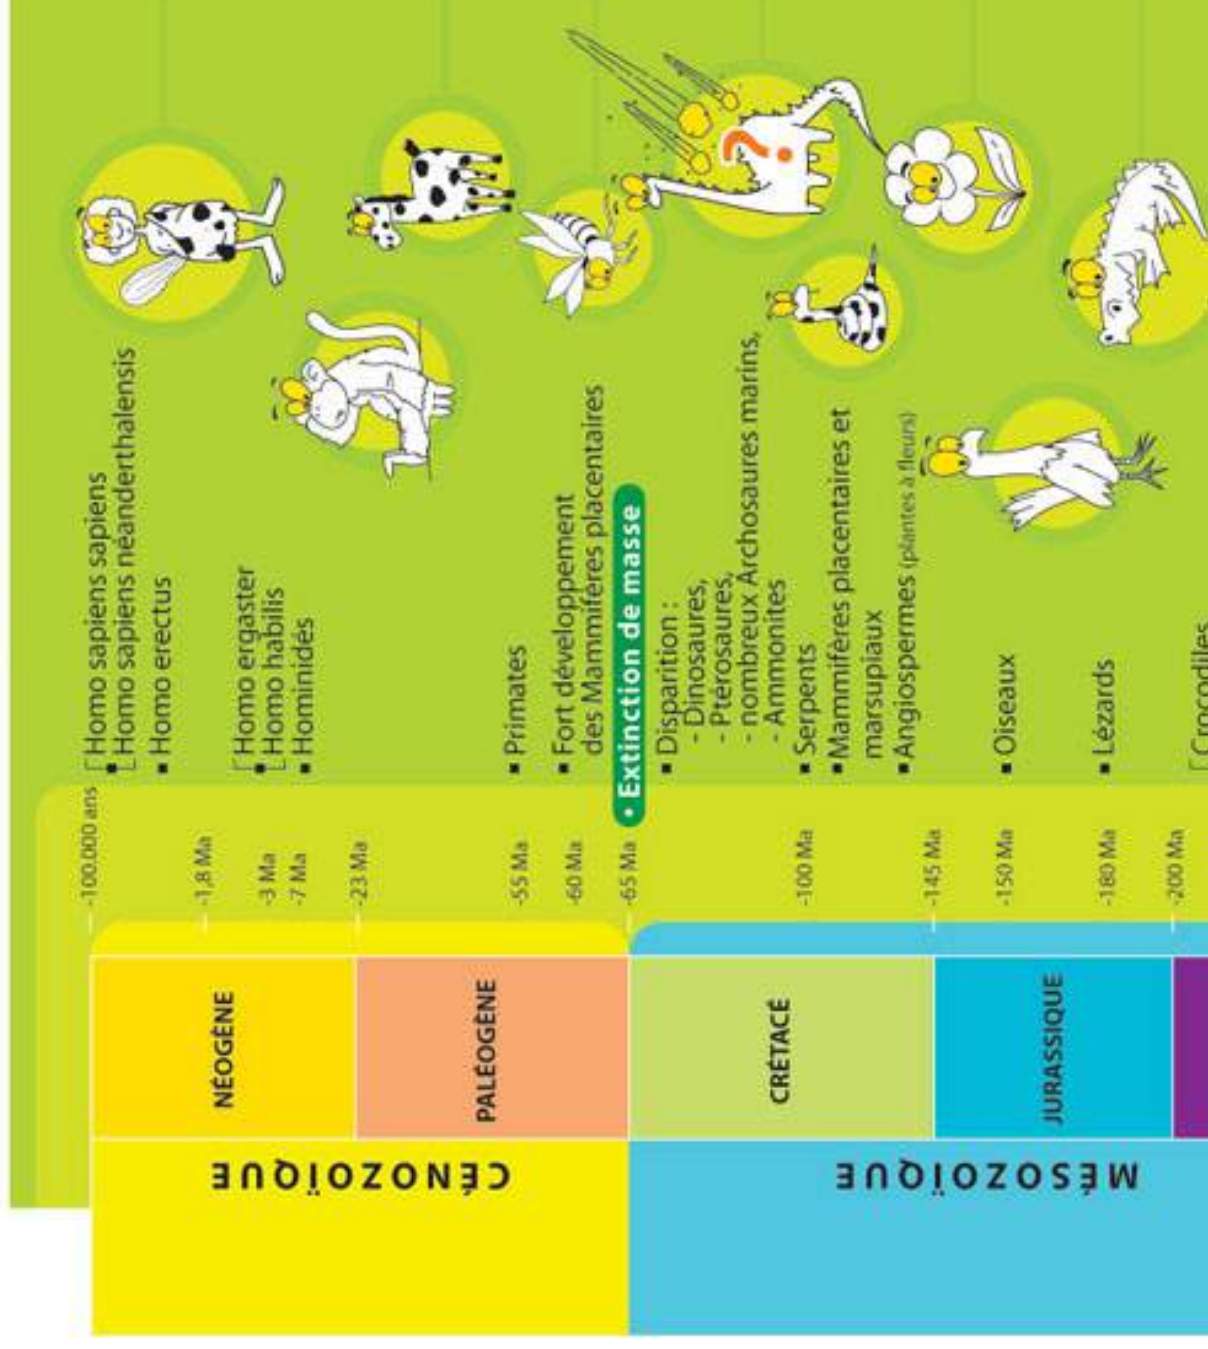 -100.000 ans
Homo sapiens sapiens
Homo sapiens néanderthalensis
Homo erectus
-1,8 Ma
Homo ergaster
-3 Ma
Homo habilis
-7 Ma
Hominidés
-23 Ma
NÉOGÈNE
PALÉOGÈNE
CÉNOZOÏQUE
-55 Ma
Primates
-60 Ma
Fort développement
des Mammifères placentaires
-65 Ma
• Extinction de masse
Disparition :
- Dinosaures,
- Ptérosaures,
- nombreux Archosaures marins,
- Ammonites
?
-100 Ma
Serpents
Mammifères placentaires et
marsupiaux
Angiospermes (plantes à fleurs)
-145 Ma
CRÉTACÉ
-150 Ma
Oiseaux
-180 Ma
Lézards
-200 Ma
JURASSIQUE
MÉSOZOÏQUE